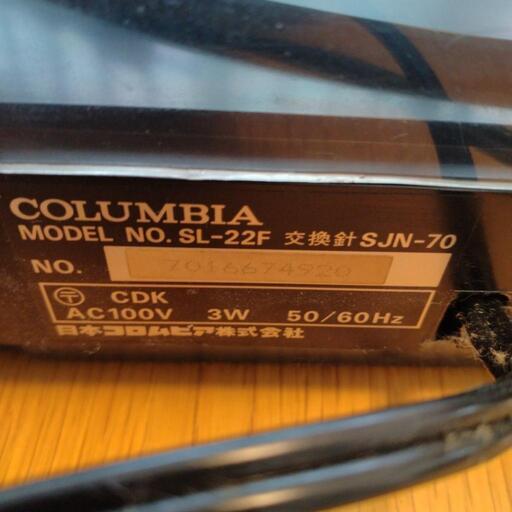 COLUMBIA
MODEL NO. SL-22F 交換針 SJN-70
NO. 7016674920
〒 CDK
AC100V 3W 50/60Hz
日本コロムビア株式会社